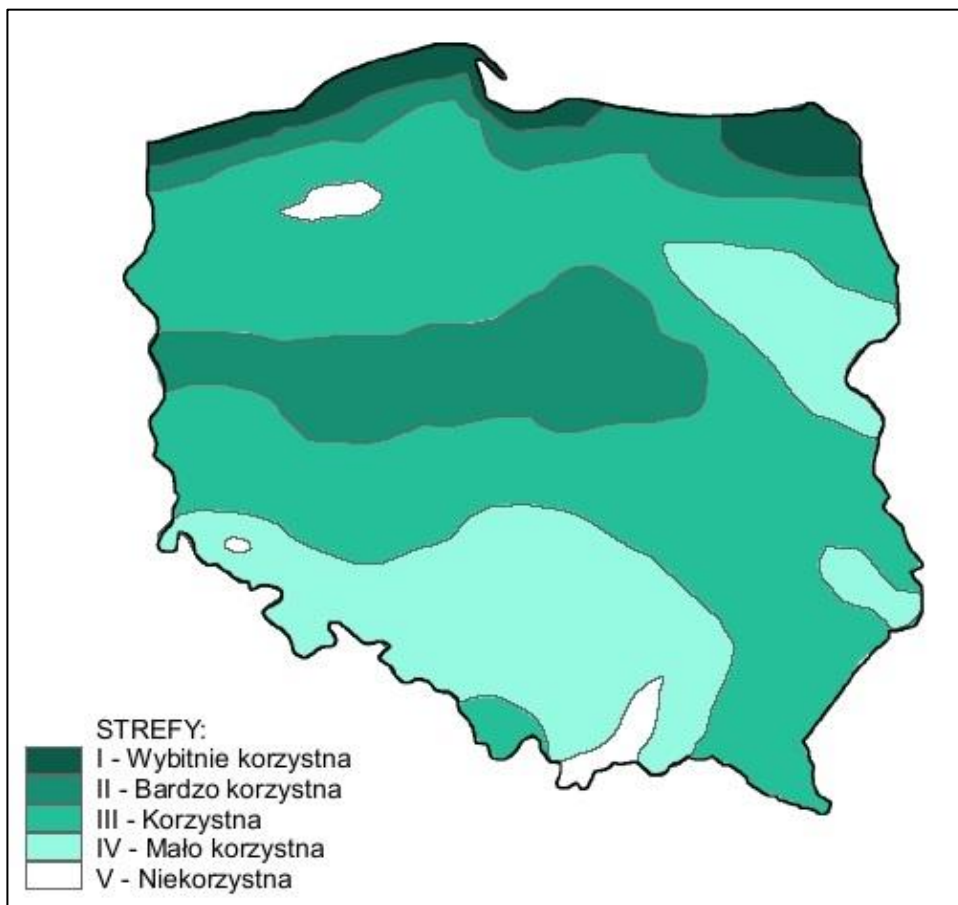 STREFY:
I - Wybitnie korzystna
II - Bardzo korzystna
III - Korzystna
IV - Mało korzystna
V - Niekorzystna